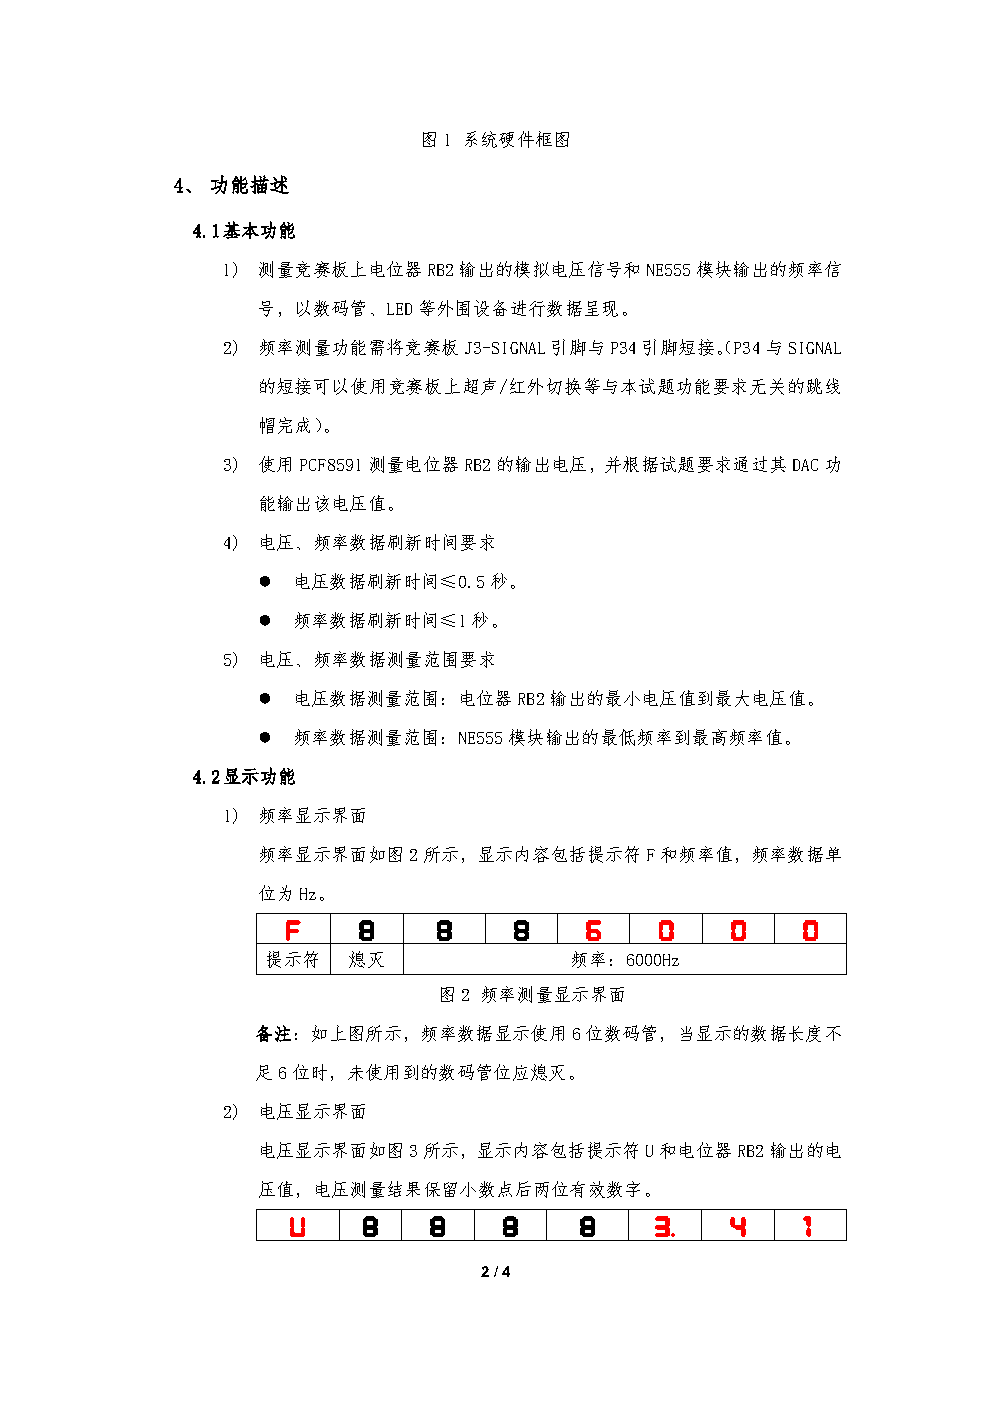 图1 系统硬件框图
4、 功能描述
4.1基本功能
1) 测量竞赛板上电位器 RB2 输出的模拟电压信号和 NE555 模块输出的频率信
号，以数码管、LED 等外围设备进行数据呈现。
2) 频率测量功能需将竞赛板 J3-SIGNAL 引脚与 P34 引脚短接。（P34 与 SIGNAL
的短接可以使用竞赛板上超声/红外切换等与本试题功能要求无关的跳线
帽完成）。
3) 使用 PCF8591 测量电位器 RB2 的输出电压，并根据试题要求通过其 DAC 功
能输出该电压值。
4) 电压、频率数据刷新时间要求
● 电压数据刷新时间≤0.5 秒。
● 频率数据刷新时间≤1 秒。
5) 电压、频率数据测量范围要求
● 电压数据测量范围：电位器 RB2 输出的最小电压值到最大电压值。
● 频率数据测量范围：NE555 模块输出的最低频率到最高频率值。
4.2显示功能
1) 频率显示界面
频率显示界面如图 2 所示，显示内容包括提示符 F 和频率值，频率数据单
位为 Hz。
F 8 8 8 6 0 0 0
提示符 熄灭 频率：6000Hz
图2 频率测量显示界面
备注：如上图所示，频率数据显示使用 6 位数码管，当显示的数据长度不
足 6 位时，未使用到的数码管位应熄灭。
2) 电压显示界面
电压显示界面如图 3 所示，显示内容包括提示符 U 和电位器 RB2 输出的电
压值，电压测量结果保留小数点后两位有效数字。
U 8 8 8 8 3. 4 1
2 / 4